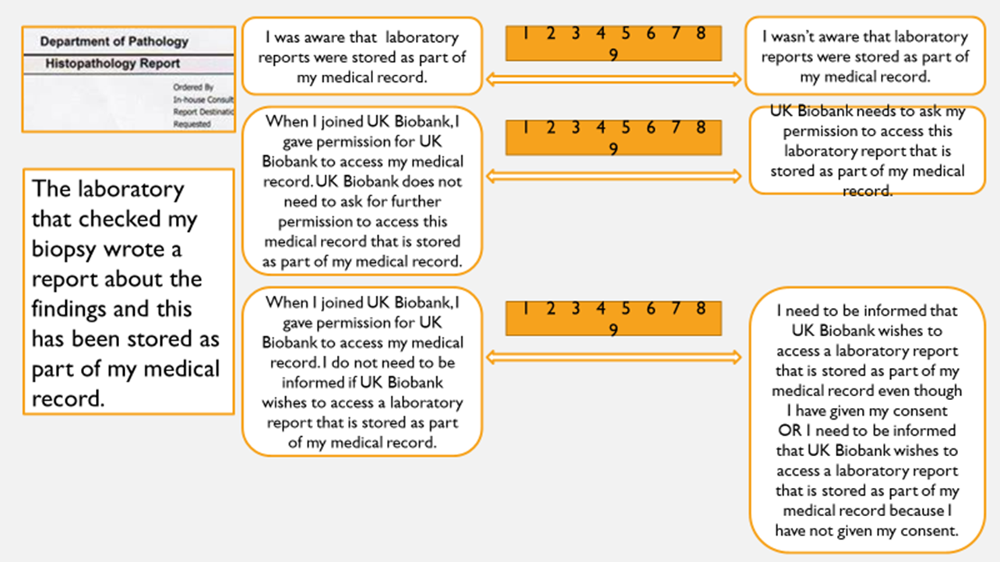 Department of Pathology
Histopathology Report
Ordered By
In-house Consult
Report Destinatic
Requested
The laboratory
that checked my
biopsy wrote a
report about the
findings and this
has been stored as
part of my medical
record.
I was aware that laboratory
reports were stored as part of
my medical record.
1 2 3 4 5 6 7 8
9
I wasn't aware that laboratory
reports were stored as part of
my medical record.
When I joined UK Biobank, I
gave permission for UK
Biobank to access my medical
record. UK Biobank does not
need to ask for further
permission to access this
medical record that is stored
as part of my medical record.
1 2 3 4 5 6 7 8
9
UK Biobank needs to ask my
permission to access this
laboratory report that is
stored as part of my medical
record.
When I joined UK Biobank, I
gave permission for UK
Biobank to access my medical
record. I do not need to be
informed if UK Biobank
wishes to access a laboratory
report that is stored as part
of my medical record.
1 2 3 4 5 6 7 8
9
I need to be informed that
UK Biobank wishes to
access a laboratory report
that is stored as part of my
medical record even though
I have given my consent
OR I need to be informed
that UK Biobank wishes to
access a laboratory report
that is stored as part of my
medical record because I
have not given my consent.